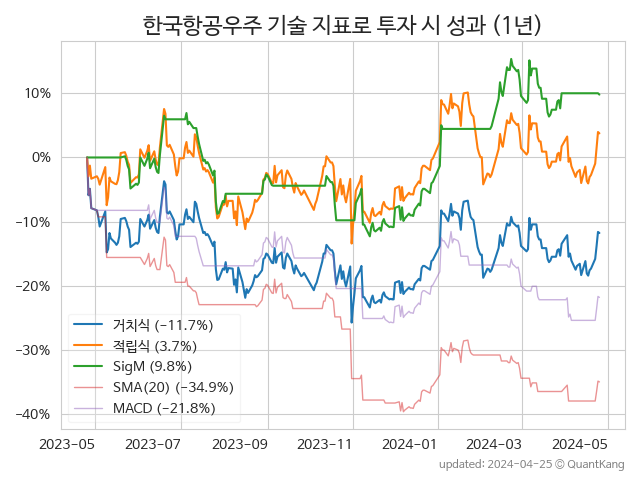 한국항공우주 기술 지표로 투자 시 성과 (1년)
10%
0%
−10%
−20%
−30%
−40%
거치식 (−11.7%)
적립식 (3.7%)
SigM (9.8%)
SMA(20) (−34.9%)
MACD (−21.8%)
2023-05 2023-07 2023-09 2023-11 2024-01 2024-03 2024-05
updated: 2024-04-25 © QuantKang